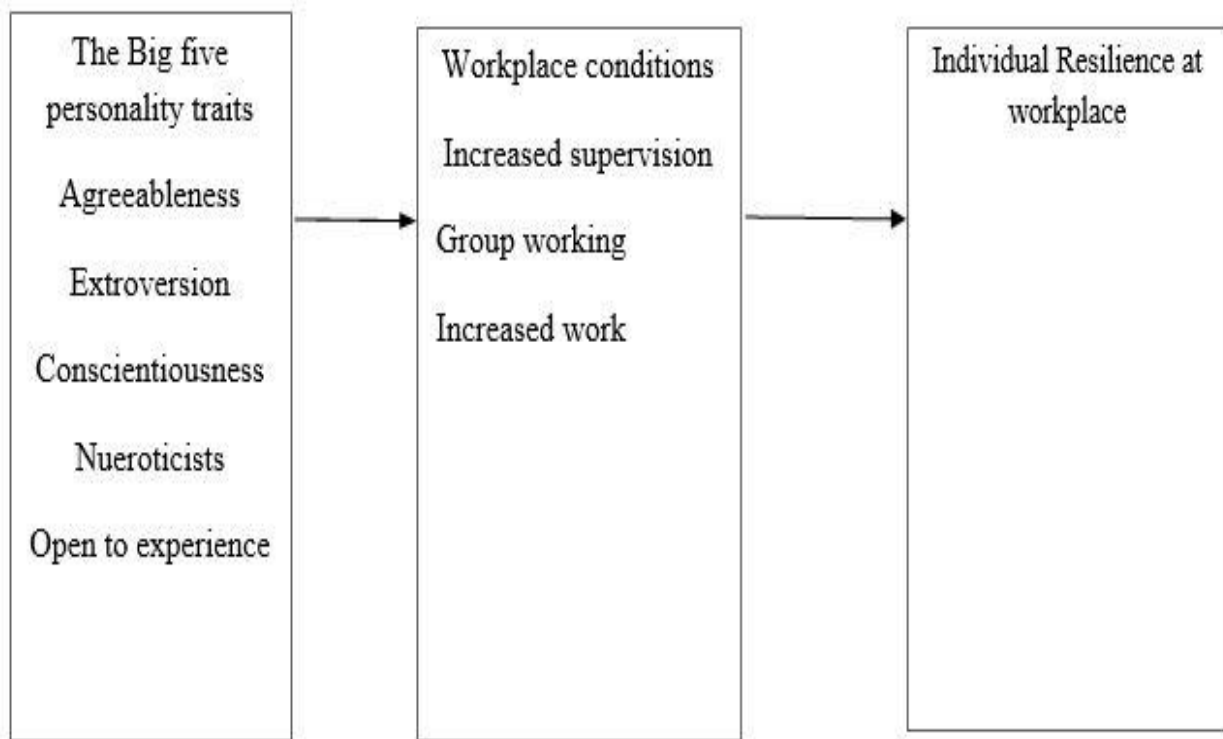 The Big five
personality traits
Agreeableness
Extroversion
Conscientiousness
Nueroticists
Open to experience
Workplace conditions
Increased supervision
Group working
Increased work
Individual Resilience at
workplace